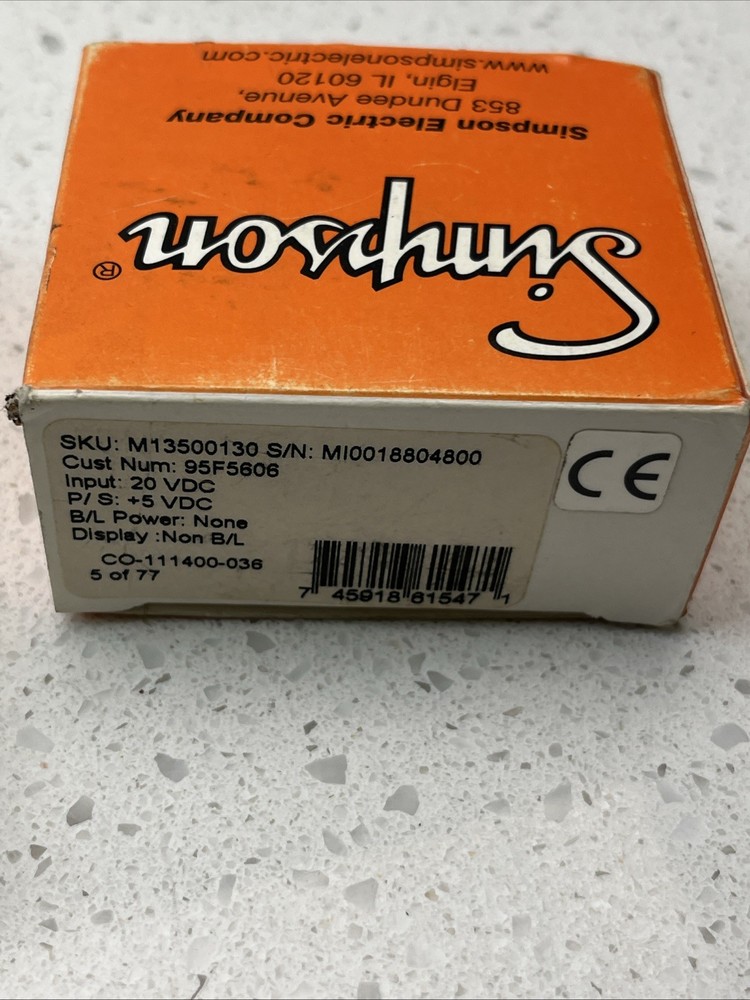 Simpson®
Simpson Electric Company
853 Dundee Avenue,
Elgin, IL 60120
www.simpsonelectric.com
SKU: M13500130 S/N: MI0018804800
Cust Num: 95F5606
Input: 20 VDC
P/ S: +5 VDC
B/L Power: None
Display :Non B/L
CO-111400-036
5 of 77
7 45918 61547 1
CE